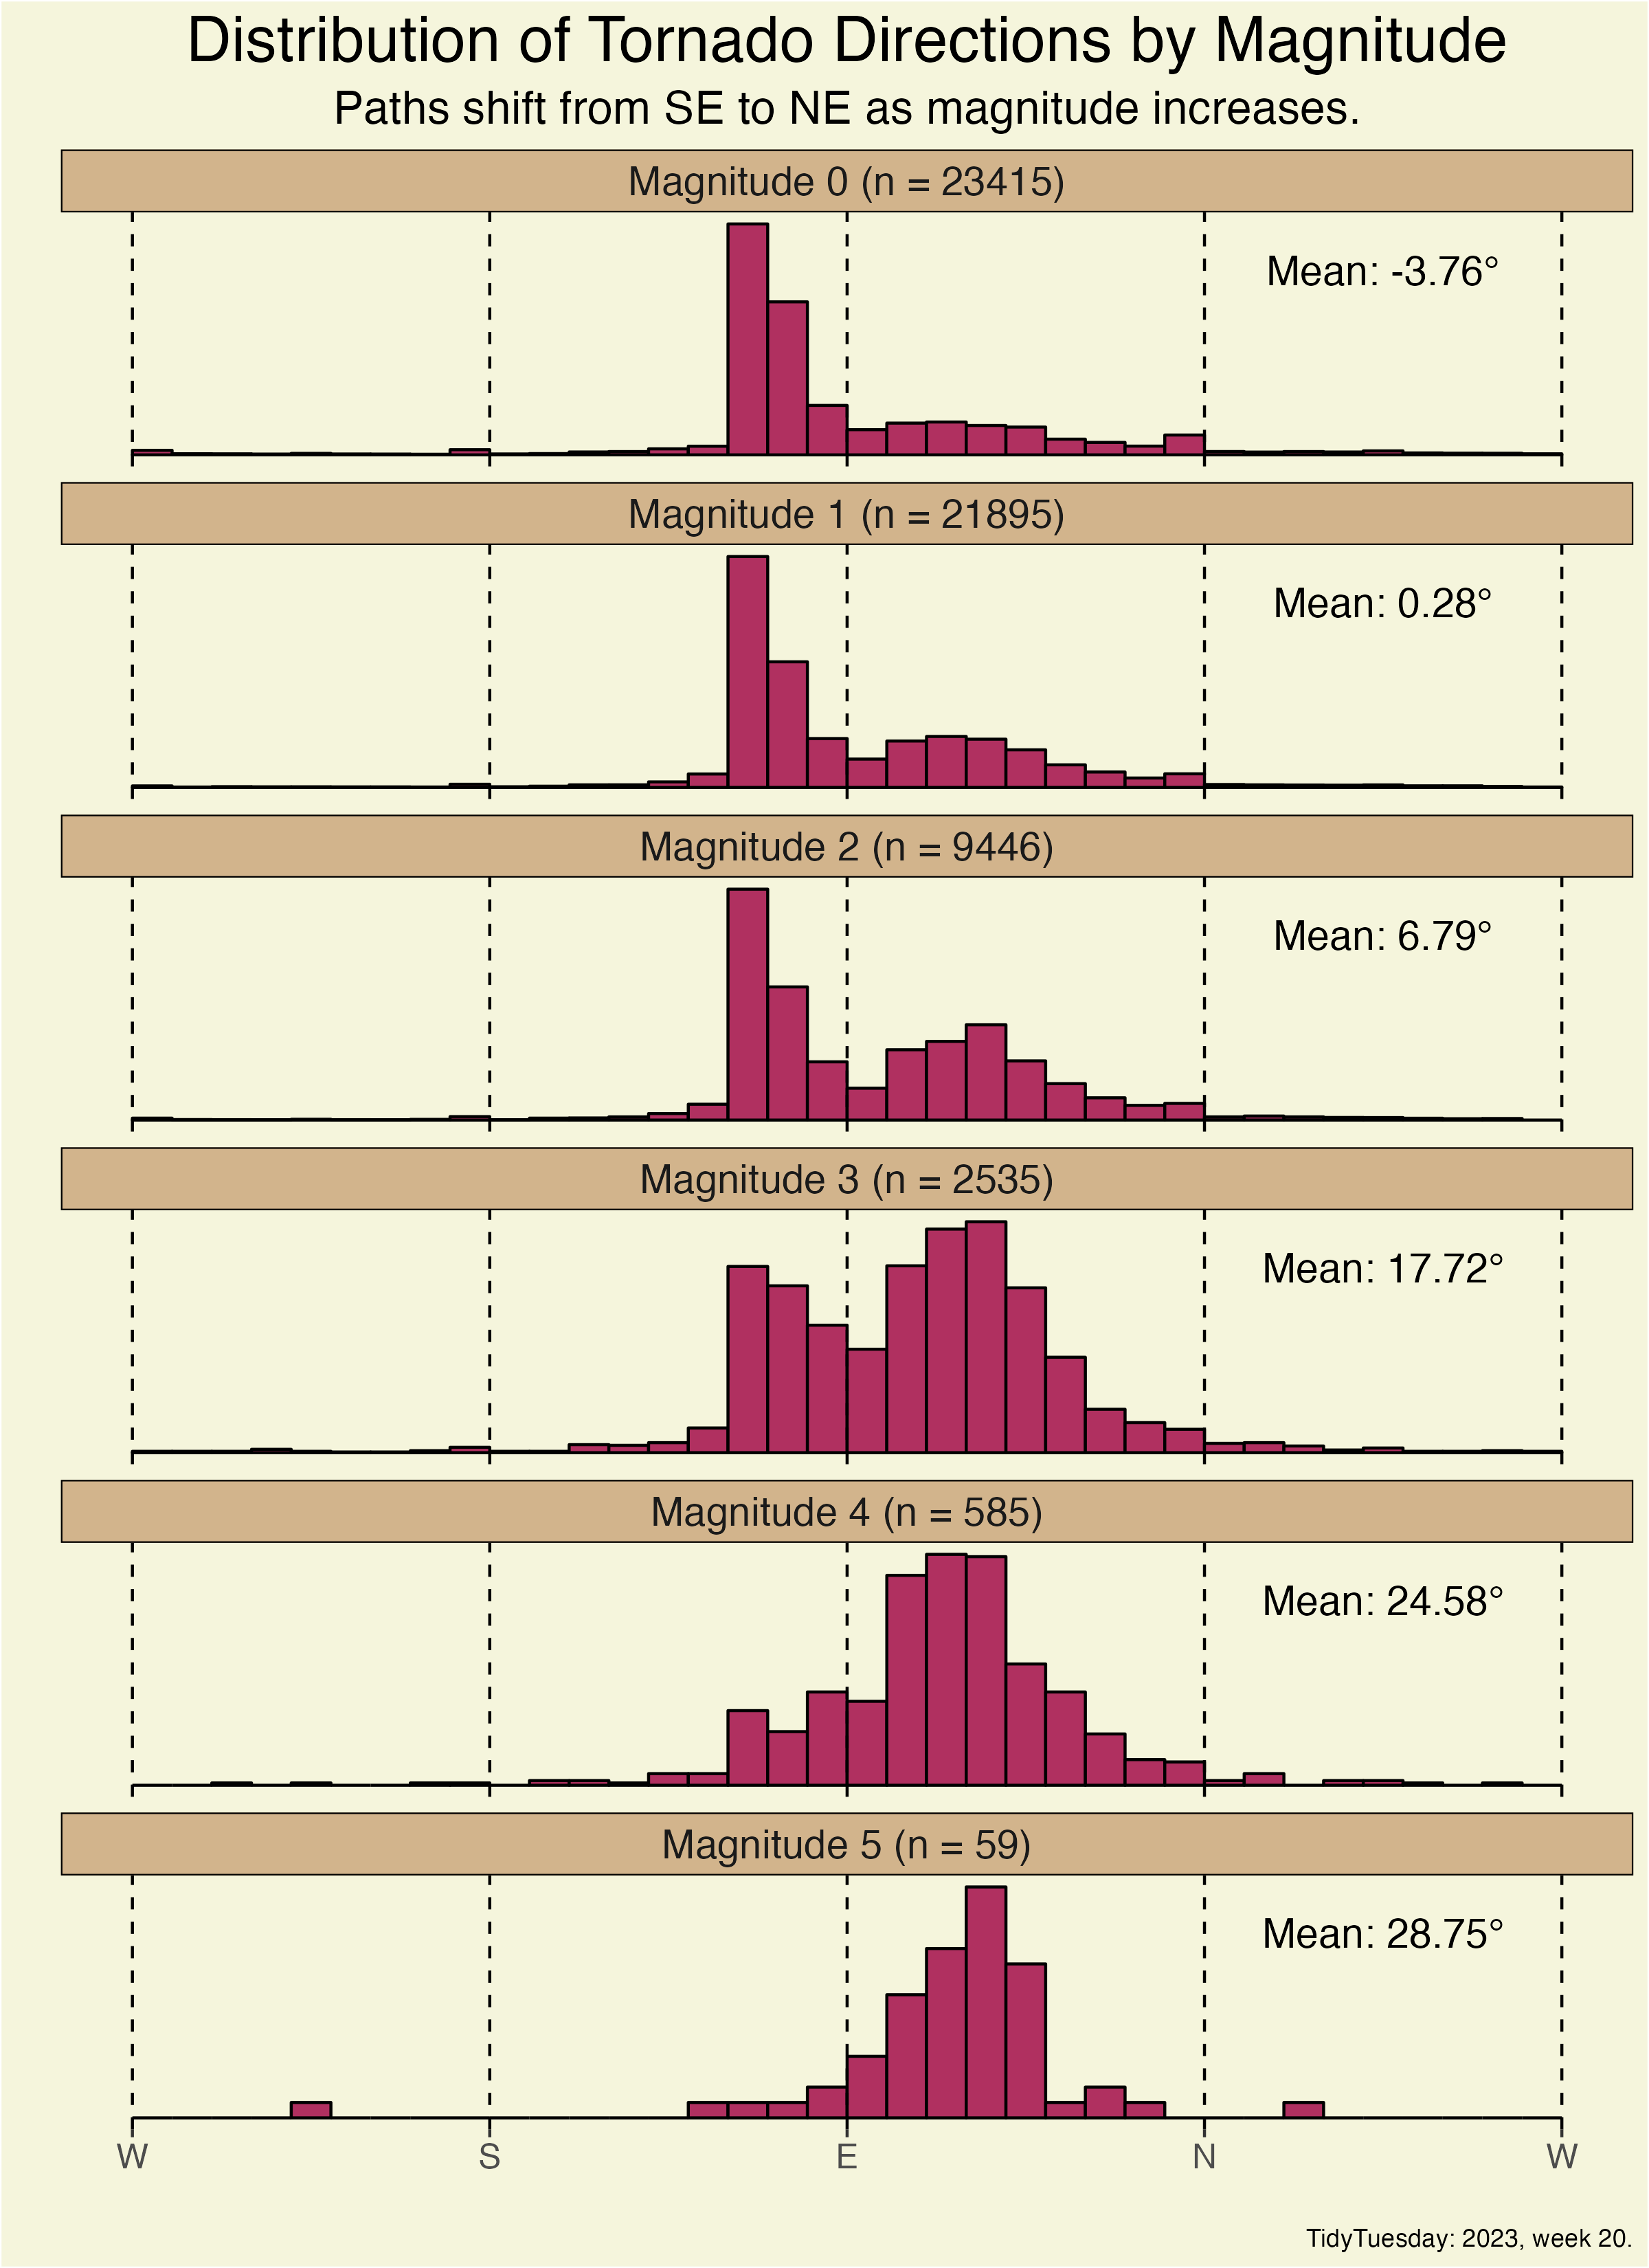 Distribution of Tornado Directions by Magnitude
Paths shift from SE to NE as magnitude increases.
Magnitude 0 (n = 23415)
Mean: -3.76°
Magnitude 1 (n = 21895)
Mean: 0.28°
Magnitude 2 (n = 9446)
Mean: 6.79°
Magnitude 3 (n = 2535)
Mean: 17.72°
Magnitude 4 (n = 585)
Mean: 24.58°
Magnitude 5 (n = 59)
Mean: 28.75°
W S E N W
TidyTuesday: 2023, week 20.